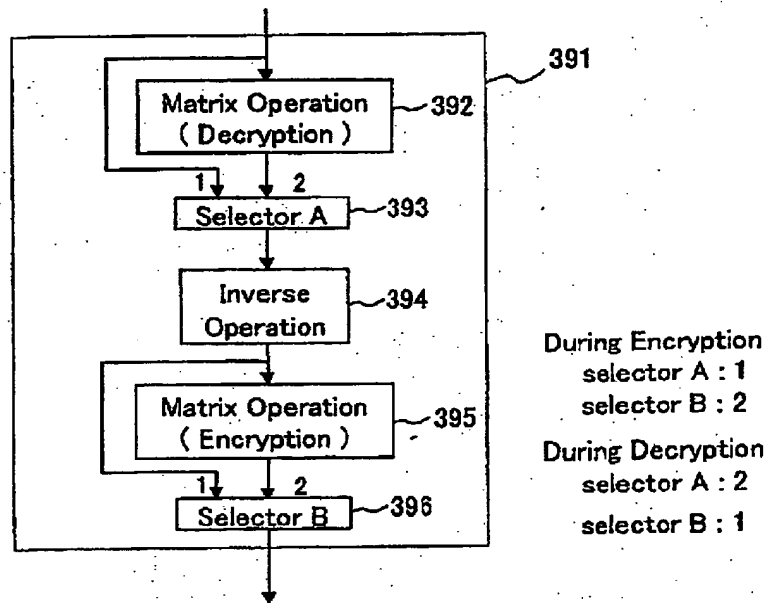 391
Matrix Operation
( Decryption )
392
1
2
Selector A
393
Inverse
Operation
394
Matrix Operation
( Encryption )
395
1
2
Selector B
396
During Encryption
selector A : 1
selector B : 2
During Decryption
selector A : 2
selector B : 1